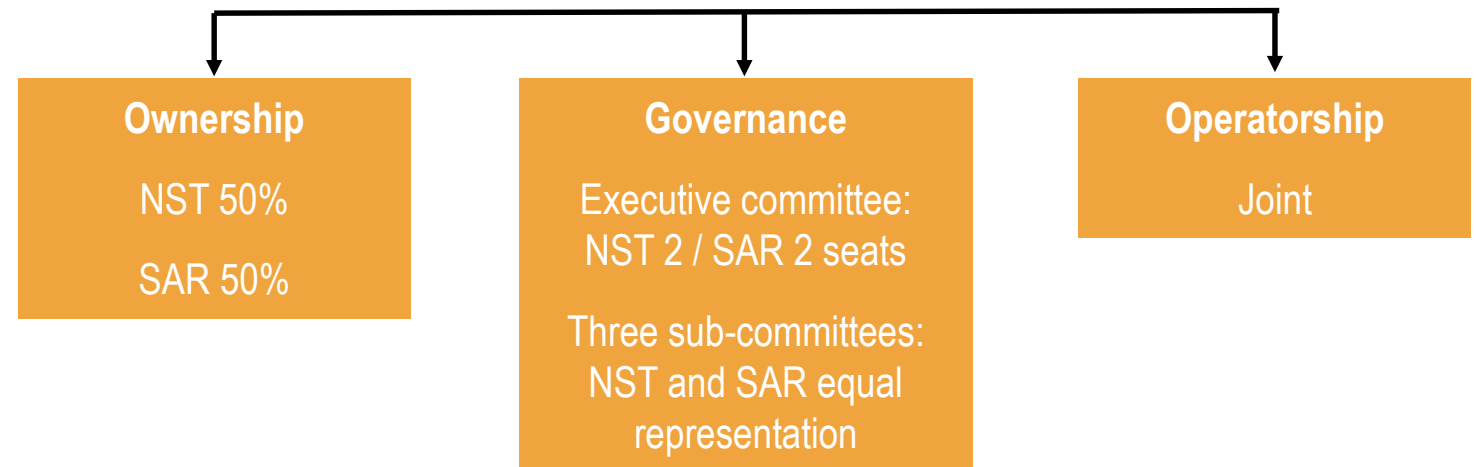 Ownership
NST 50%
SAR 50%
Governance
Executive committee:
NST 2 / SAR 2 seats
Three sub-committees:
NST and SAR equal
representation
Operatorship
Joint